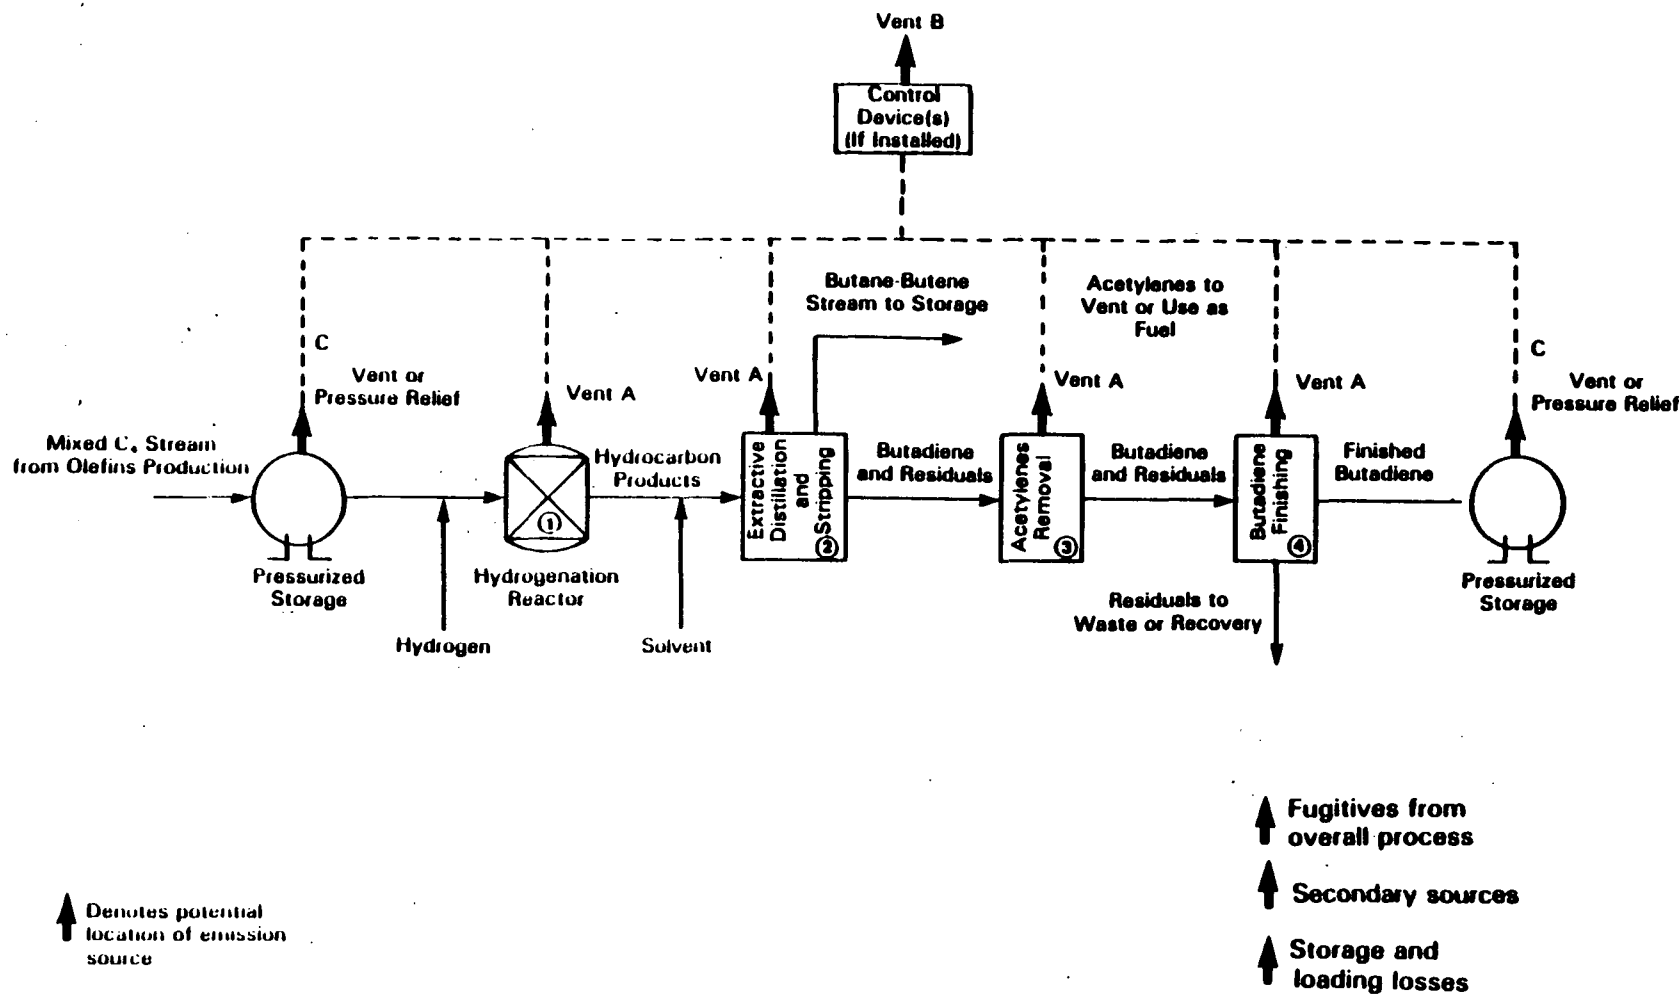 Vent B
Control
Device(s)
(If Installed)
Butane-Butene
Stream to Storage
Acetylenes to
Vent or Use as
Fuel
C
Vent or
Pressure Relief
Vent A
Vent A
Vent A
Vent A
C
Vent or
Pressure Relief
Mixed C4 Stream
from Olefins Production
Hydrocarbon
Products
Butadiene
and Residuals
Butadiene
and Residuals
Finished
Butadiene
1
Extractive
Distillation
and
Stripping
2
Acetylenes
Removal
3
Butadiene
Finishing
4
Pressurized
Storage
Hydrogenation
Reactor
Pressurized
Storage
Residuals to
Waste or Recovery
Hydrogen
Solvent
Fugitives from
overall process
Secondary sources
Storage and
loading losses
Denotes potential
location of emission
source